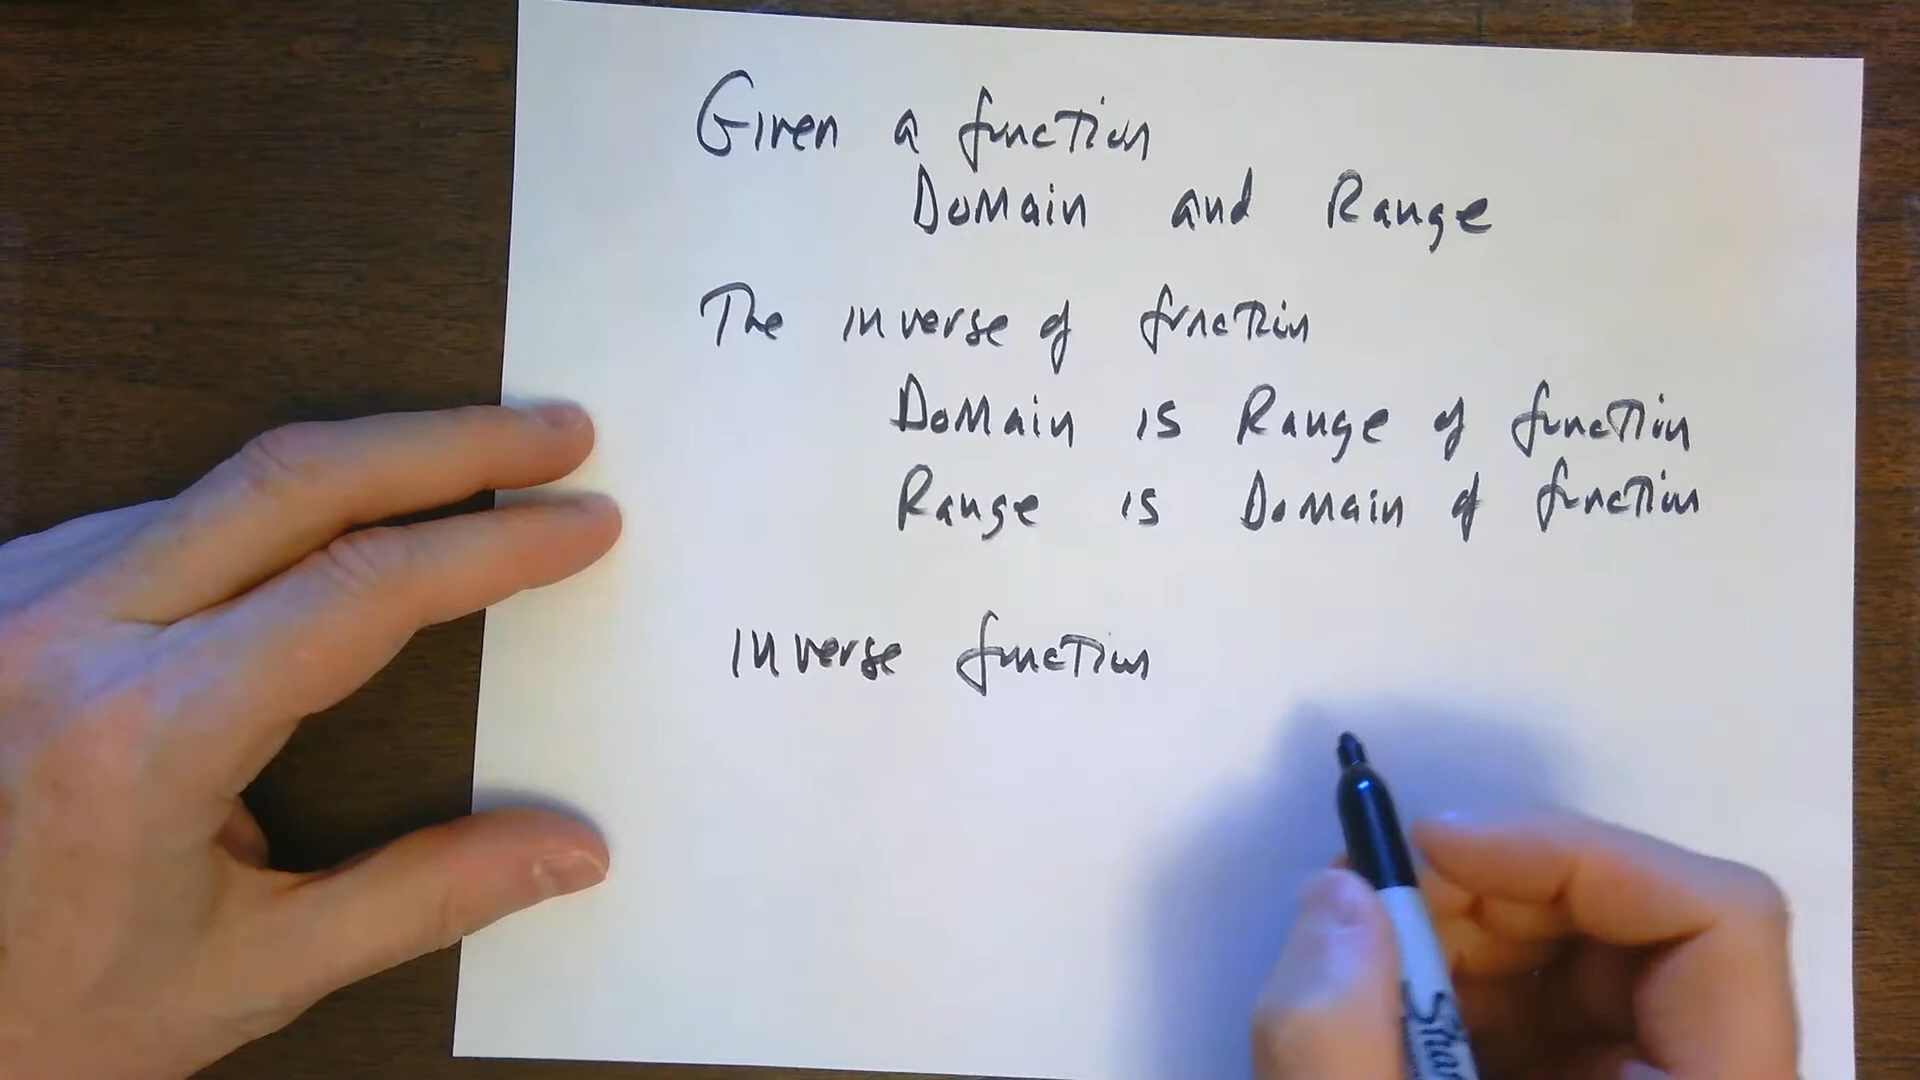 Given a function
Domain and Range
The inverse of function
Domain is Range of function
Range is Domain of function
Inverse function